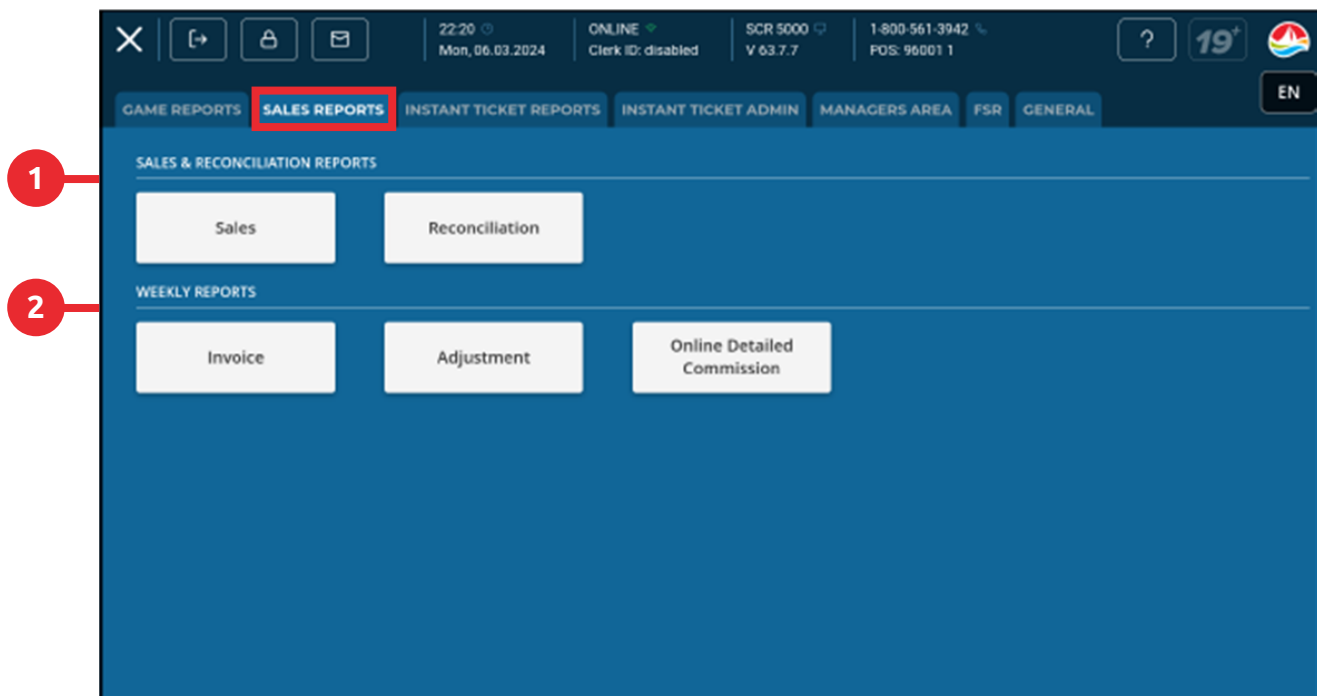 22:20
Mon, 06.03.2024
ONLINE
Clerk ID: disabled
SCR 5000
V 63.7.7
1-800-561-3942
POS: 96001 1
?
19+
EN
GAME REPORTS
SALES REPORTS
INSTANT TICKET REPORTS
INSTANT TICKET ADMIN
MANAGERS AREA
FSR
GENERAL
1
SALES & RECONCILIATION REPORTS
Sales
Reconciliation
2
WEEKLY REPORTS
Invoice
Adjustment
Online Detailed
Commission